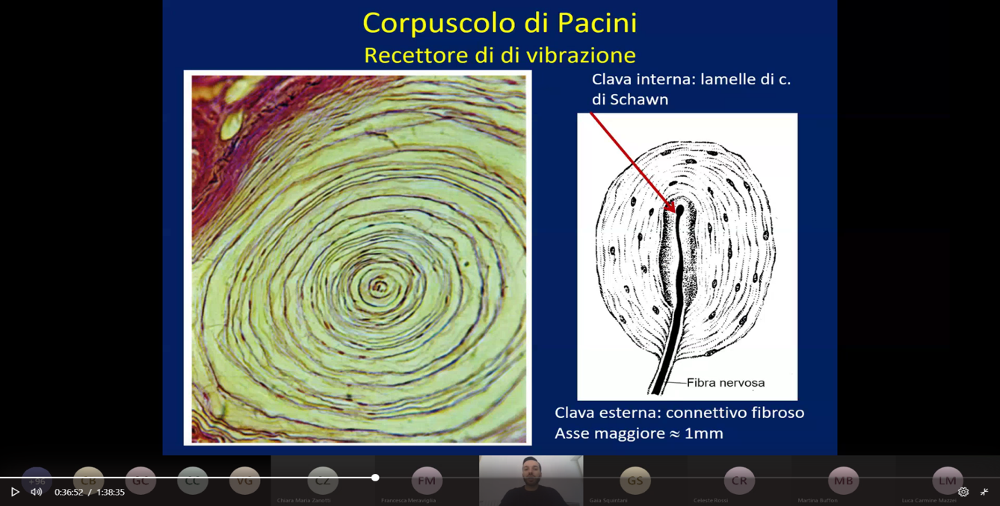 Corpuscolo di Pacini
Recettore di di vibrazione
Clava interna: lamelle di c.
di Schawn
Fibra nervosa
Clava esterna: connettivo fibroso
Asse maggiore ≈ 1mm
+96
CB
GC
CC
VG
CZ
FM
GS
CR
MB
LM
0:36:52 / 1:38:35
Chiara Maria Zanotti
Francesca Meraviglia
Gaia Squintani
Celeste Rossi
Martina Buffon
Luca Carmine Mazzei